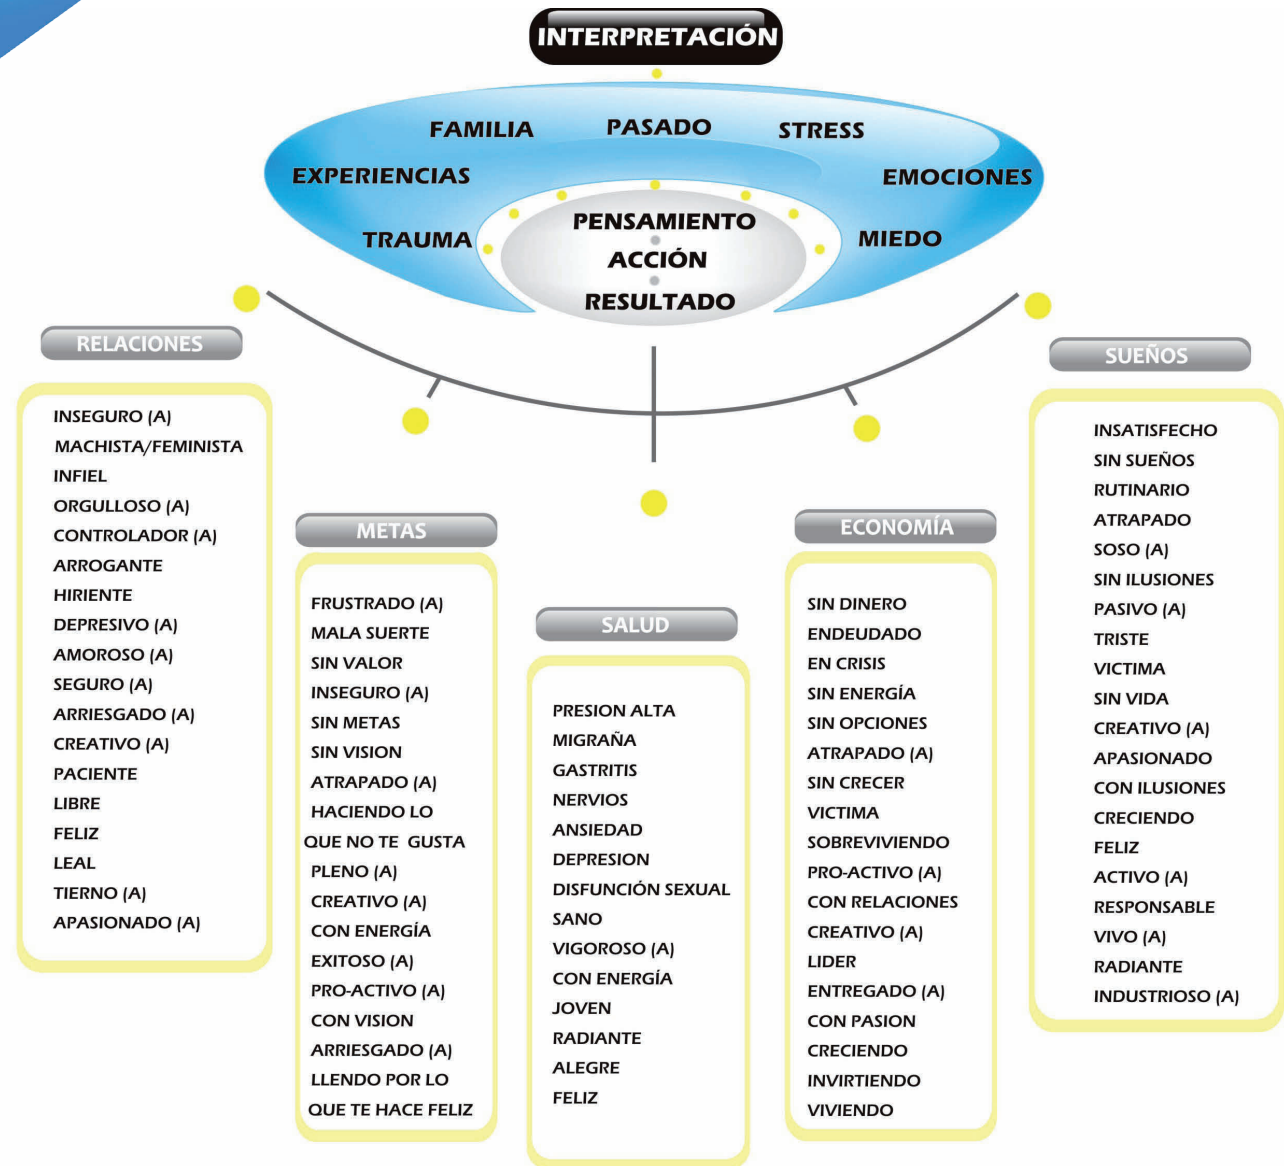 INTERPRETACIÓN
FAMILIA
PASADO
STRESS
EXPERIENCIAS
EMOCIONES
TRAUMA
MIEDO
PENSAMIENTO
ACCIÓN
RESULTADO
RELACIONES
INSEGURO (A)
MACHISTA/FEMINISTA
INFIEL
ORGULLOSO (A)
CONTROLADOR (A)
ARROGANTE
HIRIENTE
DEPRESIVO (A)
AMOROSO (A)
SEGURO (A)
ARRIESGADO (A)
CREATIVO (A)
PACIENTE
LIBRE
FELIZ
LEAL
TIERNO (A)
APASIONADO (A)
METAS
FRUSTRADO (A)
MALA SUERTE
SIN VALOR
INSEGURO (A)
SIN METAS
SIN VISION
ATRAPADO (A)
HACIENDO LO
QUE NO TE GUSTA
PLENO (A)
CREATIVO (A)
CON ENERGÍA
EXITOSO (A)
PRO-ACTIVO (A)
CON VISION
ARRIESGADO (A)
LLENDO POR LO
QUE TE HACE FELIZ
SALUD
PRESION ALTA
MIGRAÑA
GASTRITIS
NERVIOS
ANSIEDAD
DEPRESION
DISFUNCIÓN SEXUAL
SANO
VIGOROSO (A)
CON ENERGÍA
JOVEN
RADIANTE
ALEGRE
FELIZ
ECONOMÍA
SIN DINERO
ENDEUDADO
EN CRISIS
SIN ENERGÍA
SIN OPCIONES
ATRAPADO (A)
SIN CRECER
VICTIMA
SOBREVIVIENDO
PRO-ACTIVO (A)
CON RELACIONES
CREATIVO (A)
LIDER
ENTREGADO (A)
CON PASION
CRECIENDO
INVIRTIENDO
VIVIENDO
SUEÑOS
INSATISFECHO
SIN SUEÑOS
RUTINARIO
ATRAPADO
SOSO (A)
SIN ILUSIONES
PASIVO (A)
TRISTE
VICTIMA
SIN VIDA
CREATIVO (A)
APASIONADO
CON ILUSIONES
CRECIENDO
FELIZ
ACTIVO (A)
RESPONSABLE
VIVO (A)
RADIANTE
INDUSTRIOSO (A)